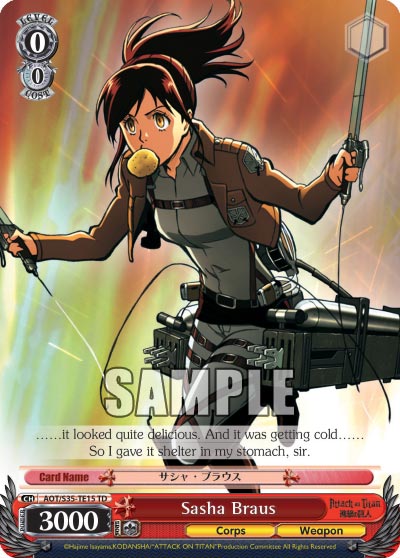 LEVEL
0
0
COST
SAMPLE
……it looked quite delicious. And it was getting cold……
So I gave it shelter in my stomach, sir.
Card Name
サシャ・ブラウス
CH
AOT/S35-TE15 TD
POWER
3000
SOUL
Sasha Braus
Attack on Titan
進撃の巨人
Corps
Weapon
©Hajime Isayama,KODANSHA/"ATTACK ON TITAN"Production Committee All Rights Reserved